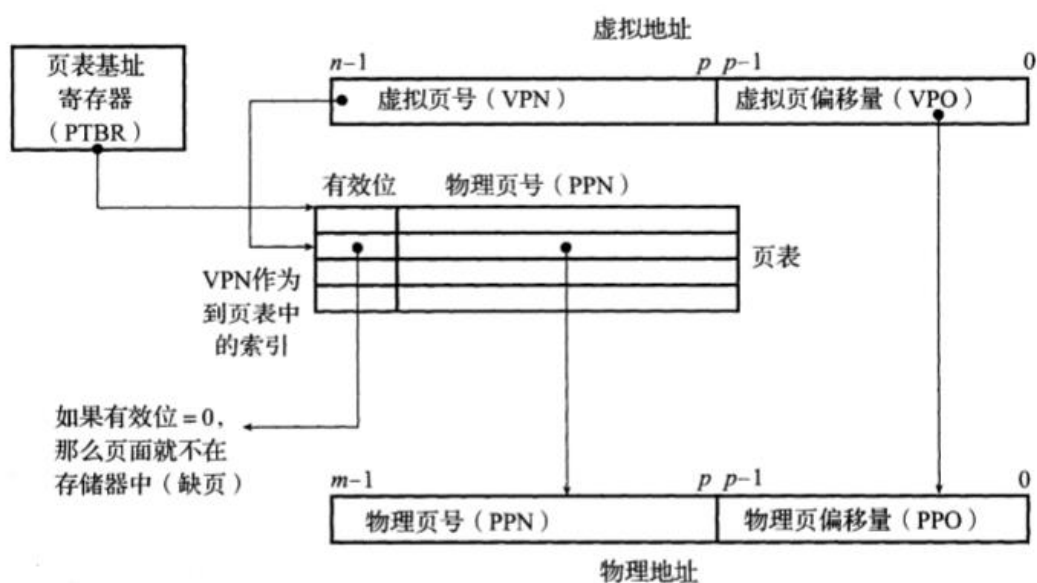 虚拟地址
页表基址
寄存器
（PTBR）
n–1 p p–1 0
虚拟页号（VPN） 虚拟页偏移量（VPO）
有效位 物理页号（PPN）
页表
VPN作为
到页表中
的索引
如果有效位=0，
那么页面就不在
存储器中（缺页）
m–1 p p–1 0
物理页号（PPN） 物理页偏移量（PPO）
物理地址